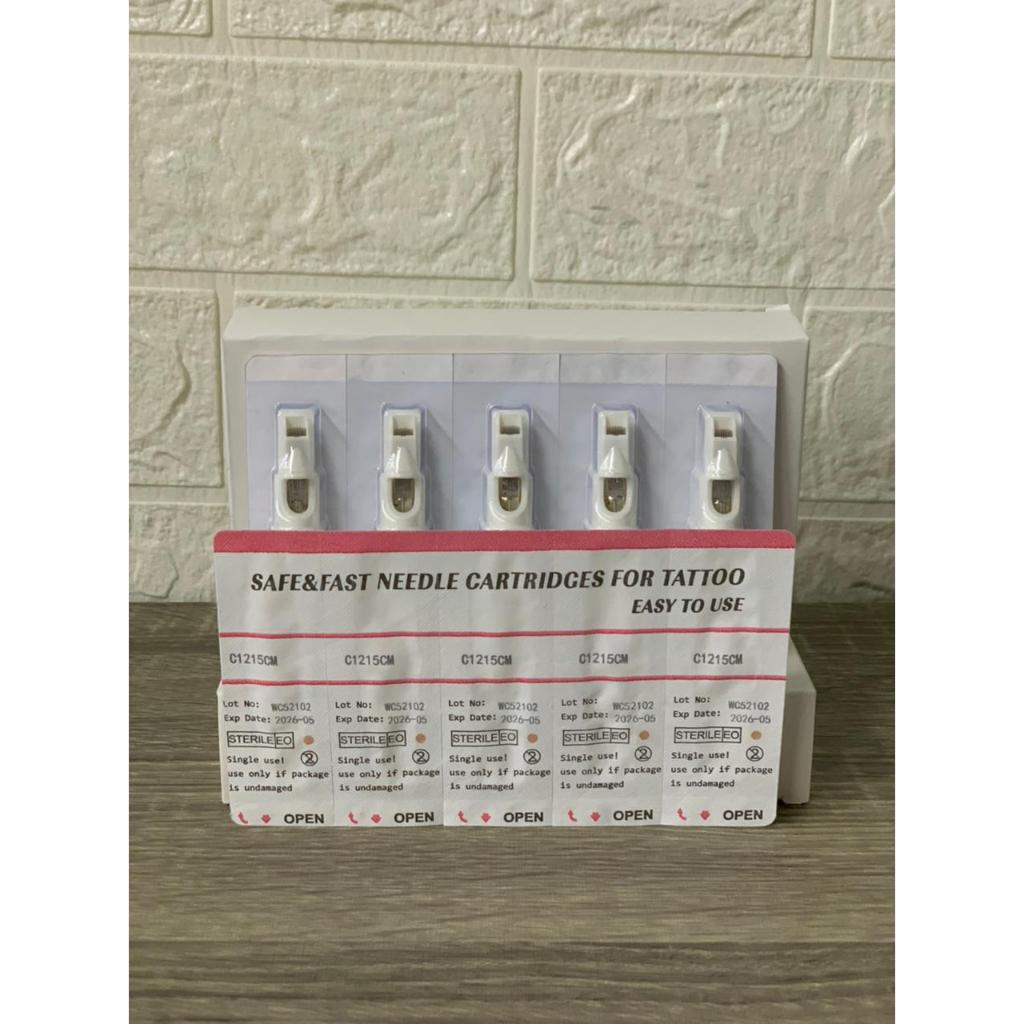 SAFE&FAST NEEDLE CARTRIDGES FOR TATTOO
EASY TO USE
C1215CM C1215CM C1215CM C1215CM C1215CM
Lot No: WC52102 Lot No: WC52102 Lot No: WC52102 Lot No: WC52102 Lot No: WC52102
Exp Date: 2026-05 Exp Date: 2026-05 Exp Date: 2026-05 Exp Date: 2026-05 Exp Date: 2026-05
STERILE EO STERILE EO STERILE EO STERILE EO STERILE EO
Single use! 2 Single use! 2 Single use! 2 Single use! 2 Single use! 2
use only if package use only if package use only if package use only if package use only if package
is undamaged is undamaged is undamaged is undamaged is undamaged
OPEN OPEN OPEN OPEN OPEN